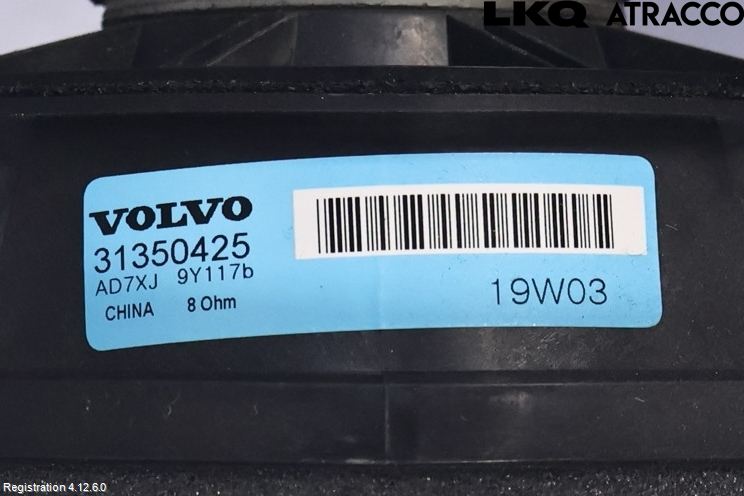 LKQ ATRACCO
VOLVO
31350425
AD7XJ 9Y117b
CHINA 8 Ohm
19W03
Registration 4.12.6.0